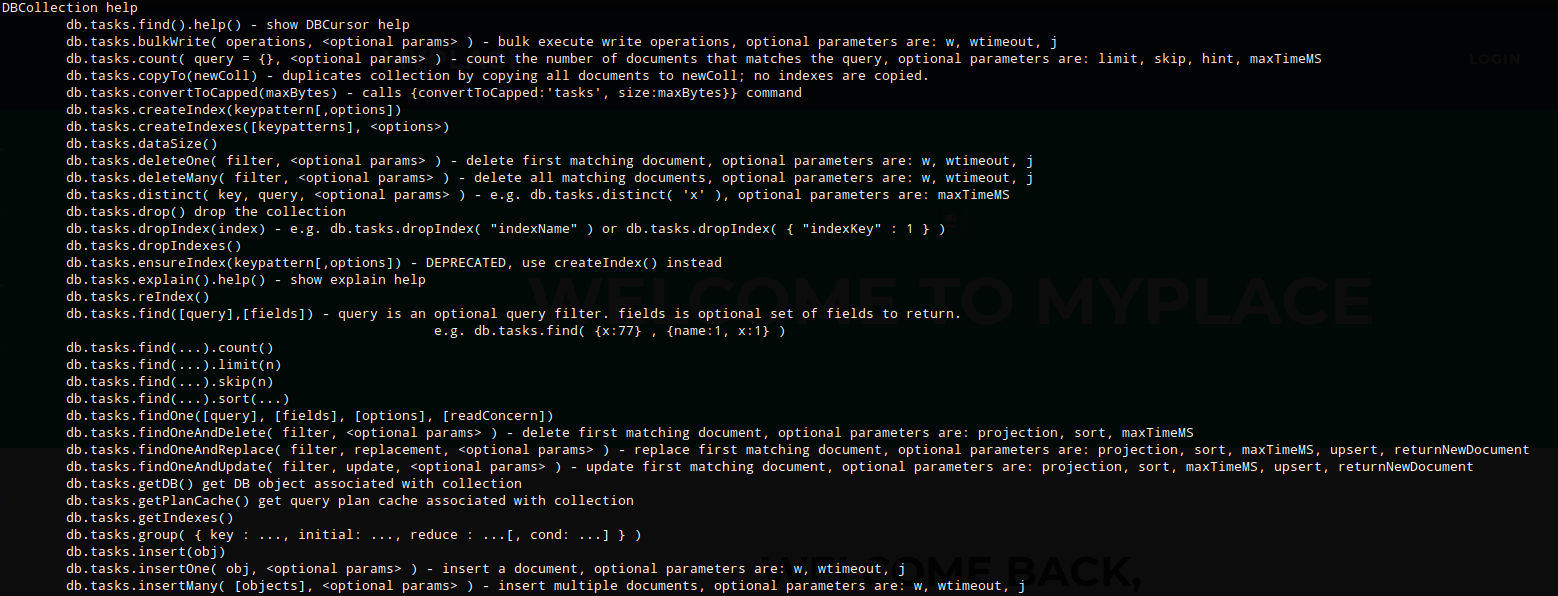 DBCollection help
db.tasks.find().help() - show DBCursor help
db.tasks.bulkWrite( operations, <optional params> ) - bulk execute write operations, optional parameters are: w, wtimeout, j
db.tasks.count( query = {}, <optional params> ) - count the number of documents that matches the query, optional parameters are: limit, skip, hint, maxTimeMS
LOGIN
db.tasks.copyTo(newColl) - duplicates collection by copying all documents to newColl; no indexes are copied.
db.tasks.convertToCapped(maxBytes) - calls {convertToCapped:'tasks', size:maxBytes}} command
db.tasks.createIndex(keypattern[,options])
db.tasks.createIndexes([keypatterns], <options>)
db.tasks.dataSize()
db.tasks.deleteOne( filter, <optional params> ) - delete first matching document, optional parameters are: w, wtimeout, j
db.tasks.deleteMany( filter, <optional params> ) - delete all matching documents, optional parameters are: w, wtimeout, j
db.tasks.distinct( key, query, <optional params> ) - e.g. db.tasks.distinct( 'x' ), optional parameters are: maxTimeMS
db.tasks.drop() drop the collection
db.tasks.dropIndex(index) - e.g. db.tasks.dropIndex( "indexName" ) or db.tasks.dropIndex( { "indexKey" : 1 } )
db.tasks.dropIndexes()
db.tasks.ensureIndex(keypattern[,options]) - DEPRECATED, use createIndex() instead
db.tasks.explain().help() - show explain help
db.tasks.reIndex()
WELCOME TO MYPLACE
db.tasks.find([query],[fields]) - query is an optional query filter. fields is optional set of fields to return.
e.g. db.tasks.find( {x:77} , {name:1, x:1} )
db.tasks.find(...).count()
db.tasks.find(...).limit(n)
db.tasks.find(...).skip(n)
db.tasks.find(...).sort(...)
db.tasks.findOne([query], [fields], [options], [readConcern])
db.tasks.findOneAndDelete( filter, <optional params> ) - delete first matching document, optional parameters are: projection, sort, maxTimeMS
db.tasks.findOneAndReplace( filter, replacement, <optional params> ) - replace first matching document, optional parameters are: projection, sort, maxTimeMS, upsert, returnNewDocument
db.tasks.findOneAndUpdate( filter, update, <optional params> ) - update first matching document, optional parameters are: projection, sort, maxTimeMS, upsert, returnNewDocument
db.tasks.getDB() get DB object associated with collection
db.tasks.getPlanCache() get query plan cache associated with collection
db.tasks.getIndexes()
db.tasks.group( { key : ..., initial: ..., reduce : ...[, cond: ...] } )
db.tasks.insert(obj)
db.tasks.insertOne( obj, <optional params> ) - insert a document, optional parameters are: w, wtimeout, j
WELCOME BACK,
db.tasks.insertMany( [objects], <optional params> ) - insert multiple documents, optional parameters are: w, wtimeout, j